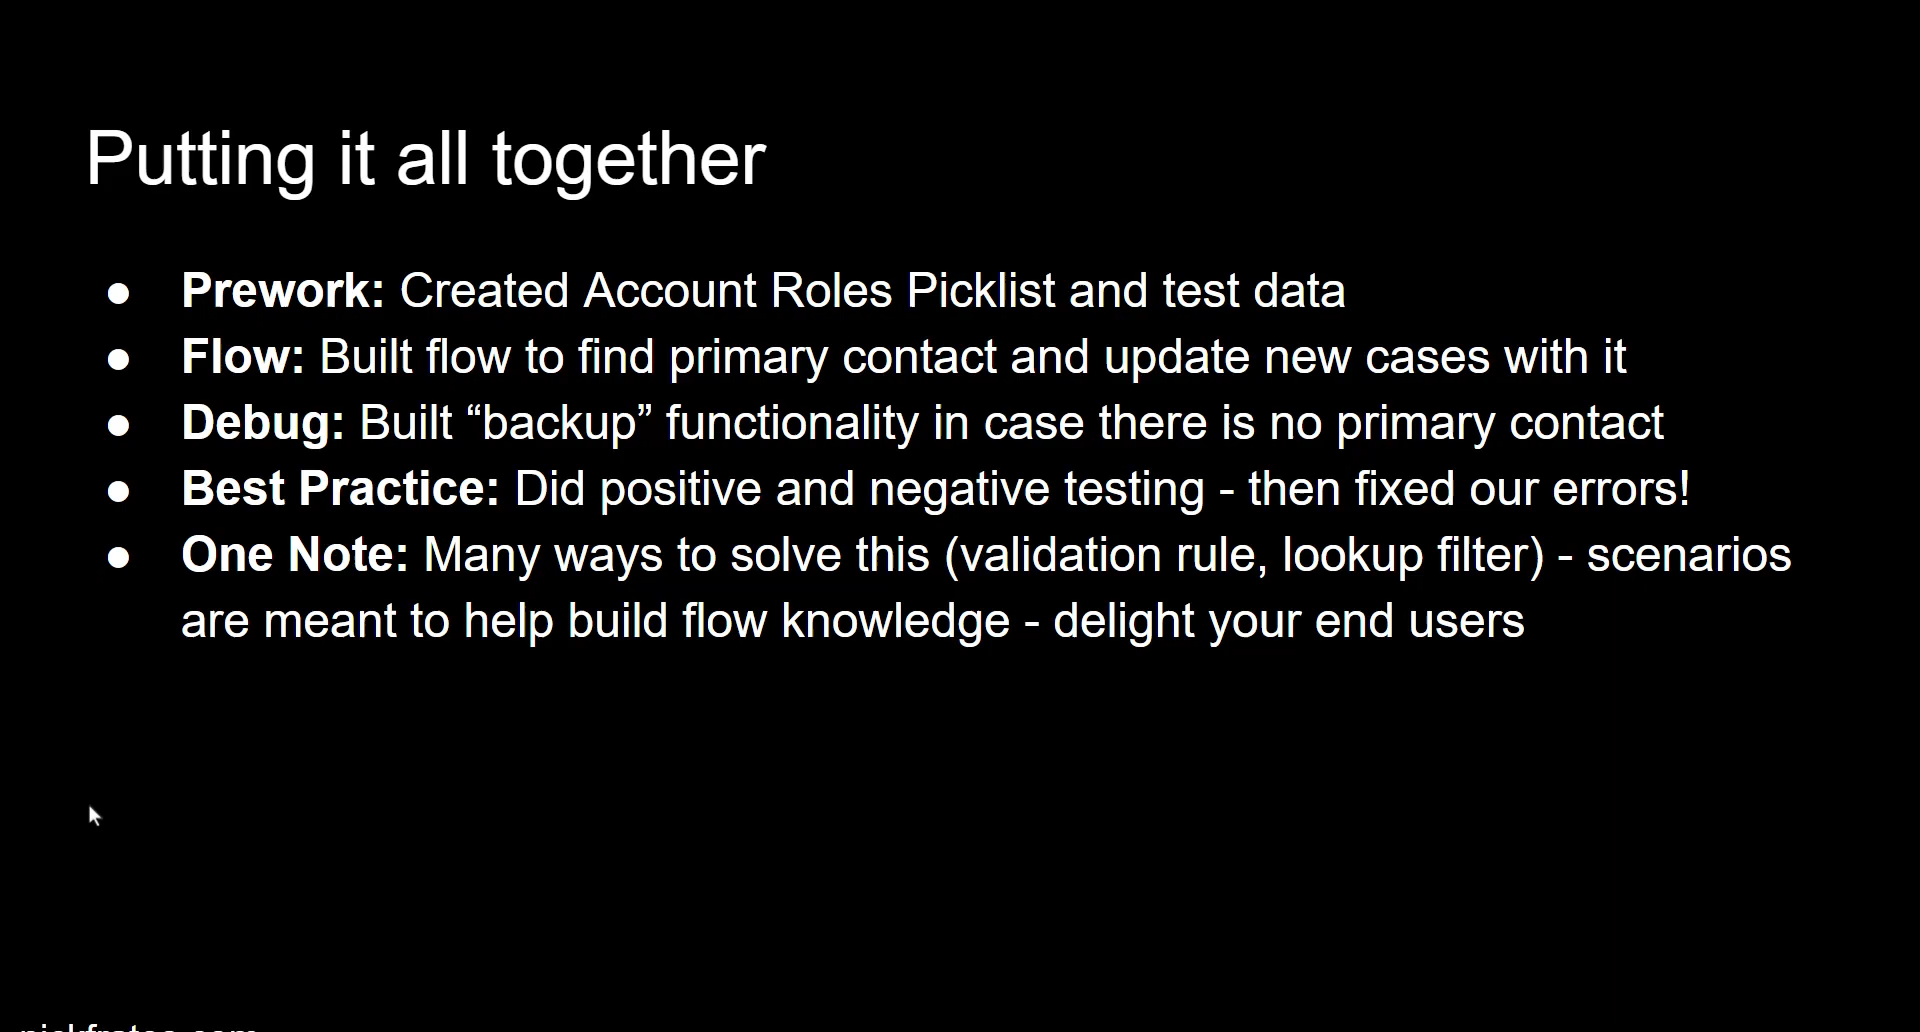 Putting it all together
● Prework: Created Account Roles Picklist and test data
● Flow: Built flow to find primary contact and update new cases with it
● Debug: Built “backup” functionality in case there is no primary contact
● Best Practice: Did positive and negative testing - then fixed our errors!
● One Note: Many ways to solve this (validation rule, lookup filter) - scenarios
are meant to help build flow knowledge - delight your end users